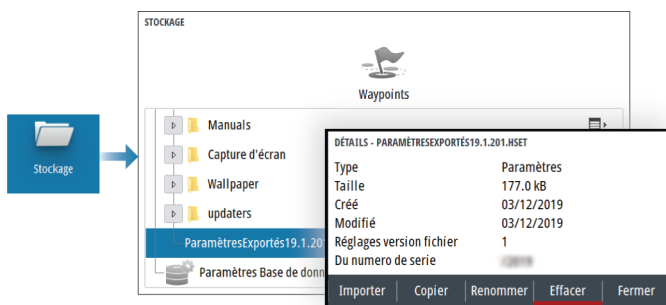 STOCKAGE
Waypoints
Stockage
Manuals
Capture d'écran
Wallpaper
updaters
ParamètresExportés19.1.20
Paramètres Base de donn
DÉTAILS - PARAMÈTRESEXPORTÉS19.1.201.HSET
Type Paramètres
Taille 177.0 kB
Créé 03/12/2019
Modifié 03/12/2019
Réglages version fichier 1
Du numero de serie
Importer Copier Renommer Effacer Fermer